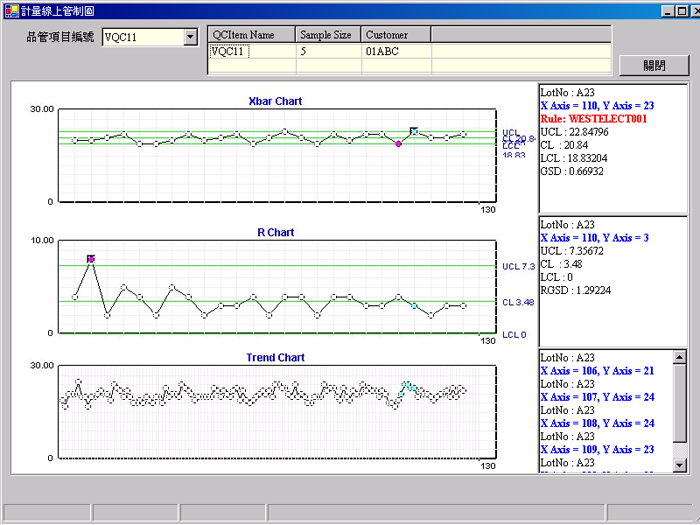 計量線上管制圖
品管項目編號
VQC11
QCItem Name Sample Size Customer
VQC11 5 01ABC
關閉
Xbar Chart
30.00
UCL
CL 20.8
LCL
18.83
0
130
LotNo : A23
X Axis = 110, Y Axis = 23
Rule: WESTELECT001
UCL : 22.84796
CL : 20.84
LCL : 18.83204
GSD : 0.66932
R Chart
10.00
UCL 7.3
CL 3.48
LCL 0
0
130
LotNo : A23
X Axis = 110, Y Axis = 3
UCL : 7.35672
CL : 3.48
LCL : 0
RGSD : 1.29224
Trend Chart
30.00
0
130
LotNo : A23
X Axis = 106, Y Axis = 21
LotNo : A23
X Axis = 107, Y Axis = 24
LotNo : A23
X Axis = 108, Y Axis = 24
LotNo : A23
X Axis = 109, Y Axis = 23
LotNo : A23